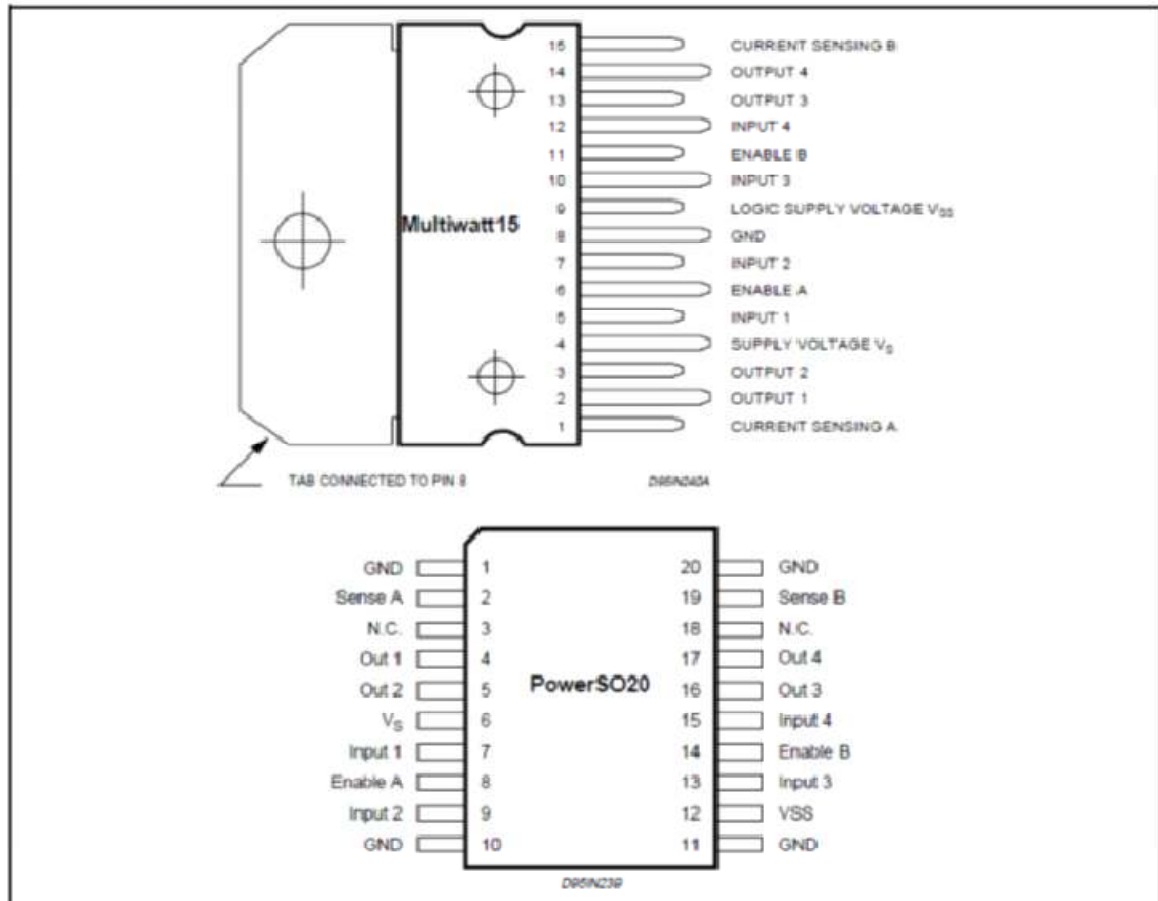 15 CURRENT SENSING B
14 OUTPUT 4
13 OUTPUT 3
12 INPUT 4
11 ENABLE B
10 INPUT 3
9 LOGIC SUPPLY VOLTAGE VSS
Multiwatt15
8 GND
7 INPUT 2
6 ENABLE A
5 INPUT 1
4 SUPPLY VOLTAGE VS
3 OUTPUT 2
2 OUTPUT 1
1 CURRENT SENSING A
TAB CONNECTED TO PIN 8
D95IN240A
GND 1 20 GND
Sense A 2 19 Sense B
N.C. 3 18 N.C.
Out 1 4 17 Out 4
Out 2 5 PowerSO20 16 Out 3
VS 6 15 Input 4
Input 1 7 14 Enable B
Enable A 8 13 Input 3
Input 2 9 12 VSS
GND 10 11 GND
D95IN239